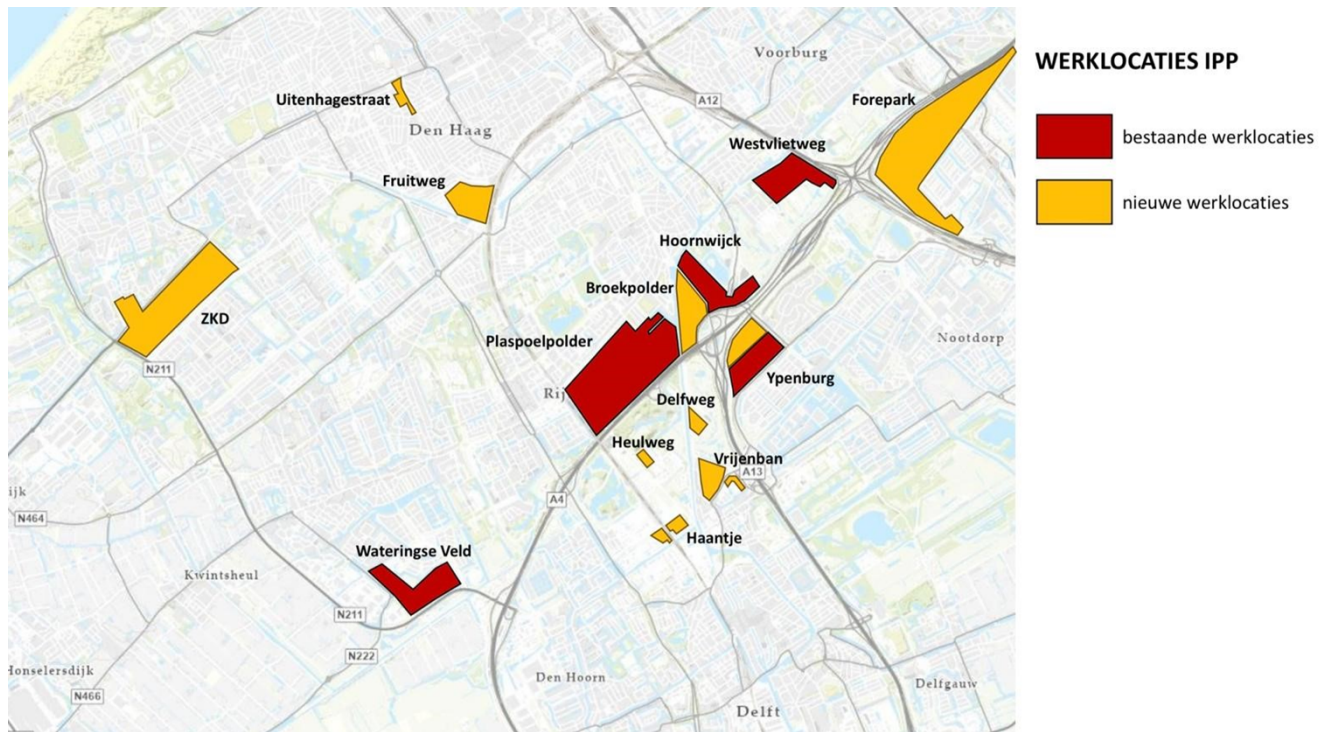 WERKLOCATIES IPP
bestaande werklocaties
nieuwe werklocaties
Voorburg
Forepark
Uitenhagestraat
A12
Den Haag
Westvlietweg
Fruitweg
Hoornwijck
Broekpolder
ZKD
Plaspoelpolder
Nootdorp
N211
Ypenburg
Rij
Delfweg
Heulweg
Vrijenban
A13
ijk
A4
N464
Haantje
Wateringse Veld
Kwintsheul
N211
N222
Honselersdijk
Den Hoorn
Delfgauw
N466
Delft